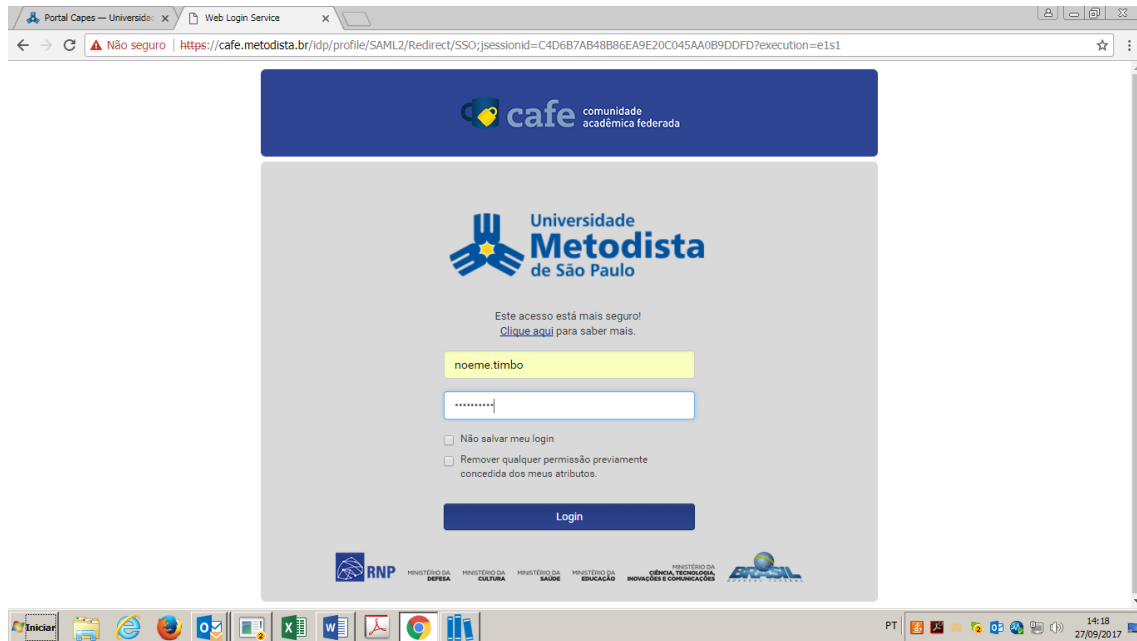 Portal Capes — Universidad
Web Login Service
Não seguro | https://cafe.metodista.br/idp/profile/SAML2/Redirect/SSO;jsessionid=C4D6B7AB48B86EA9E20C045AA0B9DDFD?execution=e1s1
cafe comunidade
acadêmica federada
Universidade
Metodista
de São Paulo
Este acesso está mais seguro!
Clique aqui para saber mais.
noeme.timbo
••••••••••
Não salvar meu login
Remover qualquer permissão previamente
concedida dos meus atributos.
Login
RNP
MINISTÉRIO DA
DEFESA
MINISTÉRIO DA
CULTURA
MINISTÉRIO DA
SAÚDE
MINISTÉRIO DA
EDUCAÇÃO
MINISTÉRIO DA
CIÊNCIA, TECNOLOGIA,
INOVAÇÕES E COMUNICAÇÕES
BRASIL
Iniciar
PT
14:18
27/09/2017